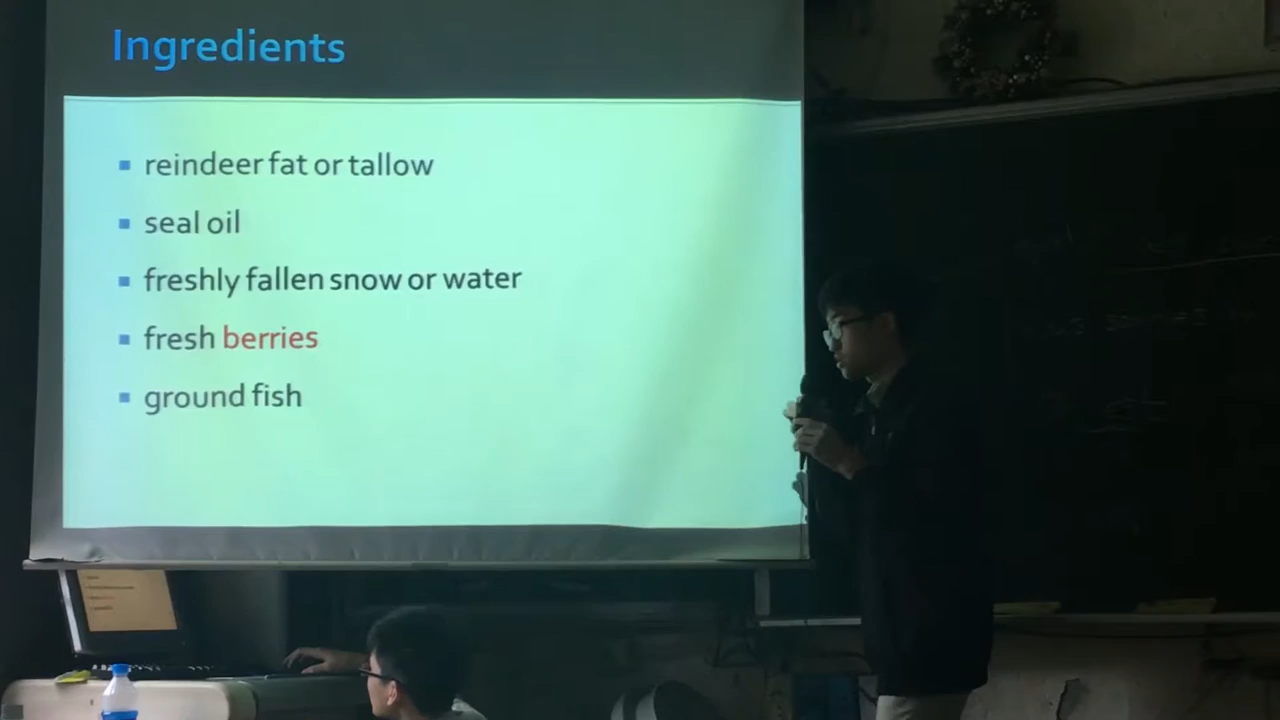 Ingredients
reindeer fat or tallow
seal oil
freshly fallen snow or water
fresh berries
ground fish